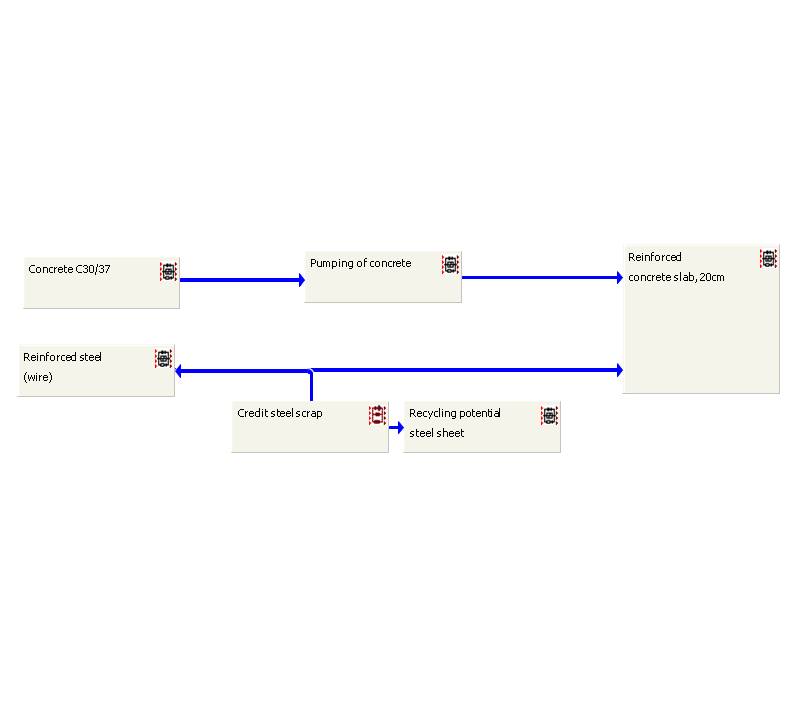 Concrete C30/37
Pumping of concrete
Reinforced
concrete slab, 20cm
Reinforced steel
(wire)
Credit steel scrap
Recycling potential
steel sheet